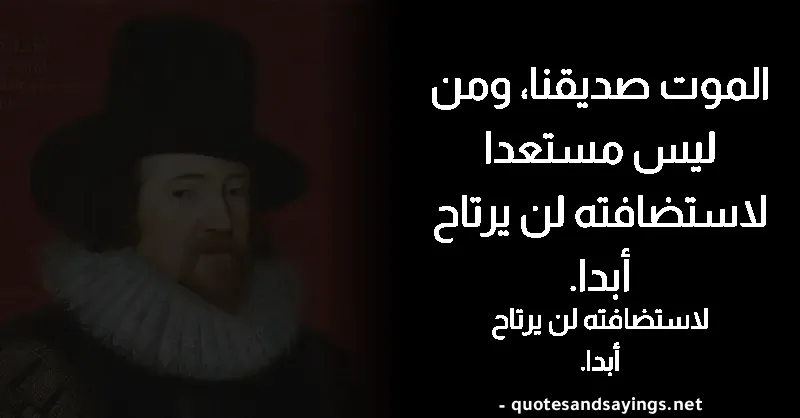 الموت صديقنا، ومن
ليس مستعدا
لاستضافته لن يرتاح
أبدا.
لاستضافته لن يرتاح
أبدا.
- quotesandsayings.net